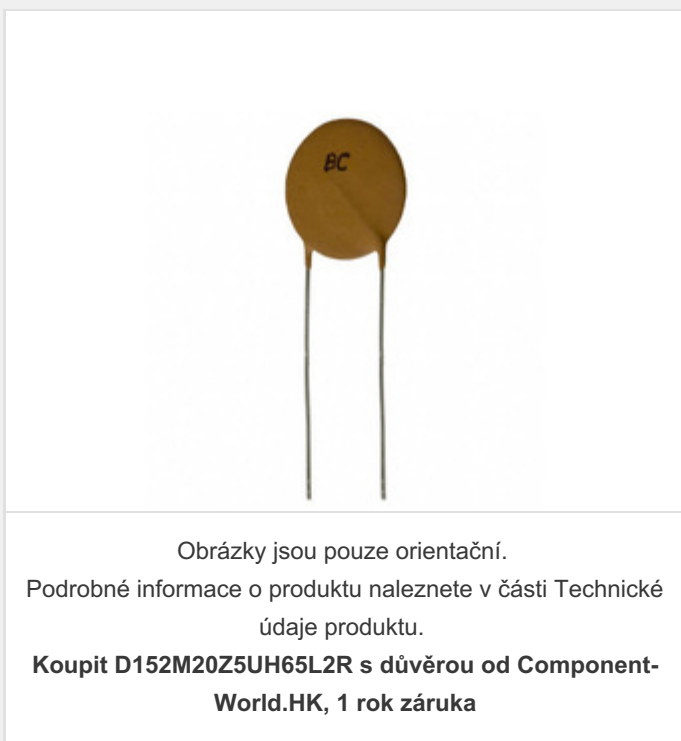 BC
Obrázky jsou pouze orientační.
Podrobné informace o produktu naleznete v části Technické
údaje produktu.
Koupit D152M20Z5UH65L2R s důvěrou od Component-
World.HK, 1 rok záruka